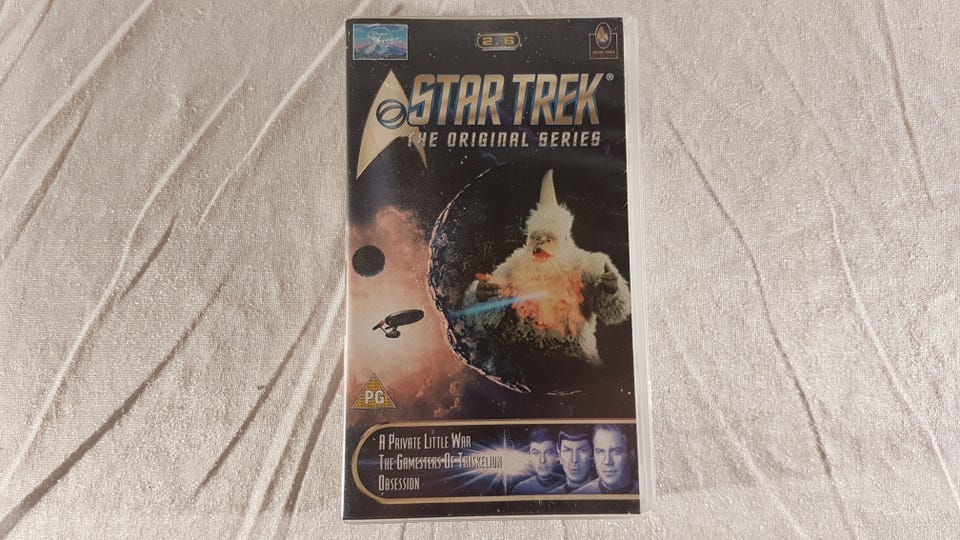 2.6
STAR TREK®
THE ORIGINAL SERIES
PG
A PRIVATE LITTLE WAR
THE GAMESTERS OF TRISKELION
OBSESSION